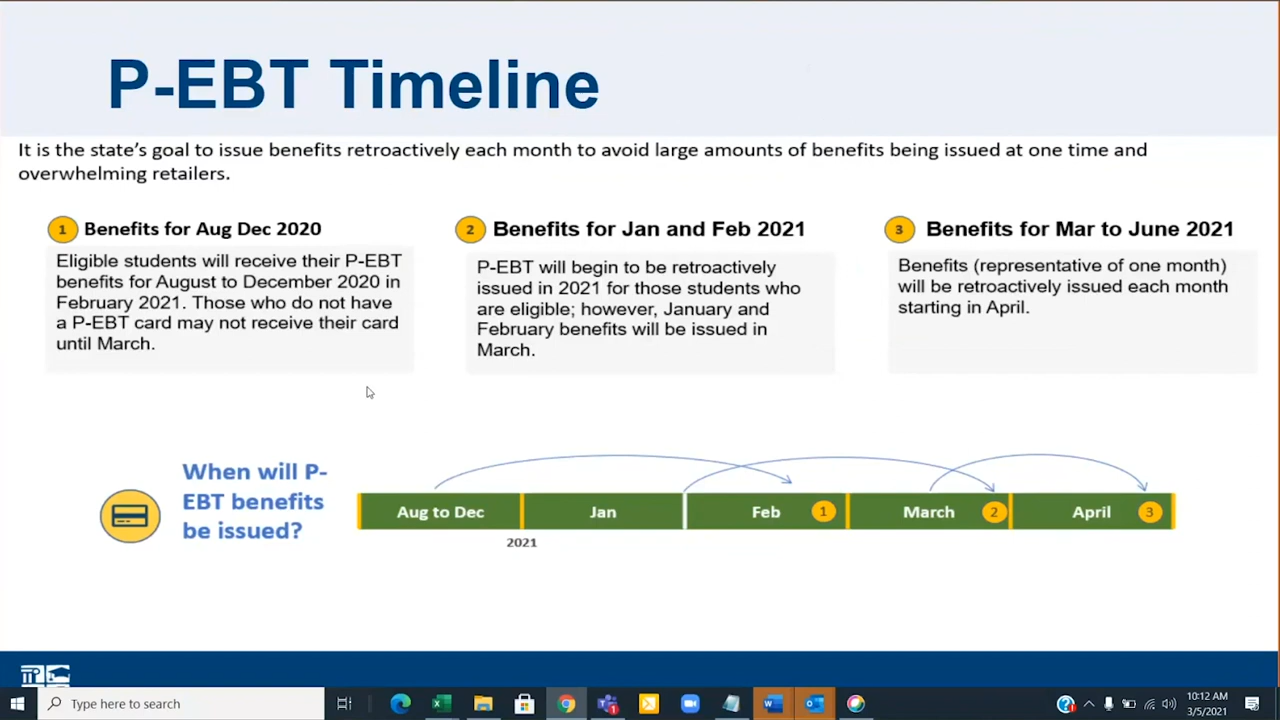 P-EBT Timeline
It is the state's goal to issue benefits retroactively each month to avoid large amounts of benefits being issued at one time and
overwhelming retailers.
1 Benefits for Aug Dec 2020
Eligible students will receive their P-EBT
benefits for August to December 2020 in
February 2021. Those who do not have
a P-EBT card may not receive their card
until March.
2 Benefits for Jan and Feb 2021
P-EBT will begin to be retroactively
issued in 2021 for those students who
are eligible; however, January and
February benefits will be issued in
March.
3 Benefits for Mar to June 2021
Benefits (representative of one month)
will be retroactively issued each month
starting in April.
When will P-
EBT benefits
be issued?
Aug to Dec Jan Feb 1 March 2 April 3
2021
Type here to search
10:12 AM
3/5/2021